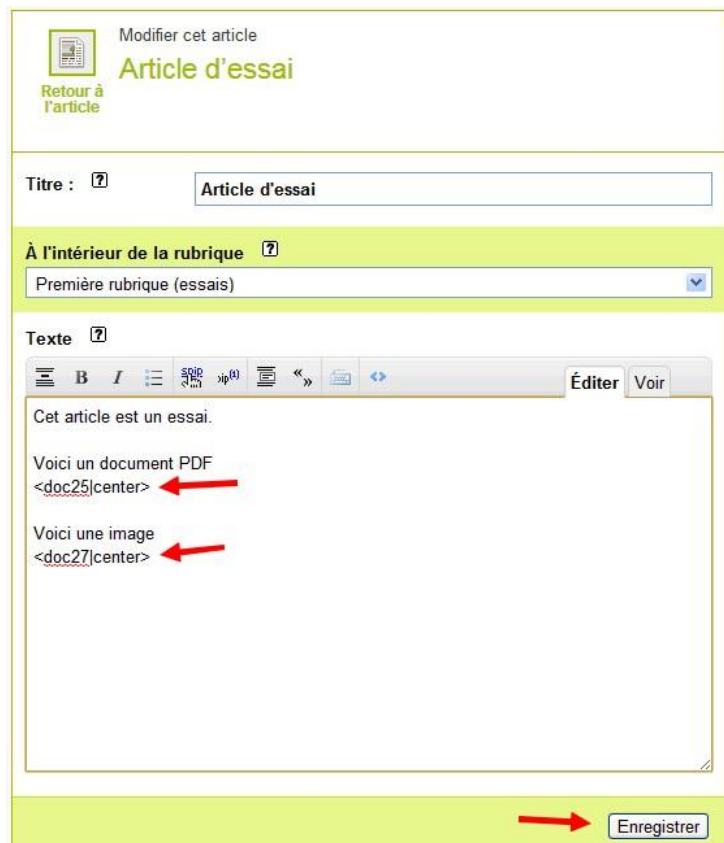 Modifier cet article
Article d'essai
Retour à
l'article
Titre : ?
Article d'essai
À l'intérieur de la rubrique ?
Première rubrique (essais)
Texte ?
B I « » Éditer Voir
Cet article est un essai.
Voici un document PDF
<doc25|center>
Voici une image
<doc27|center>
Enregistrer